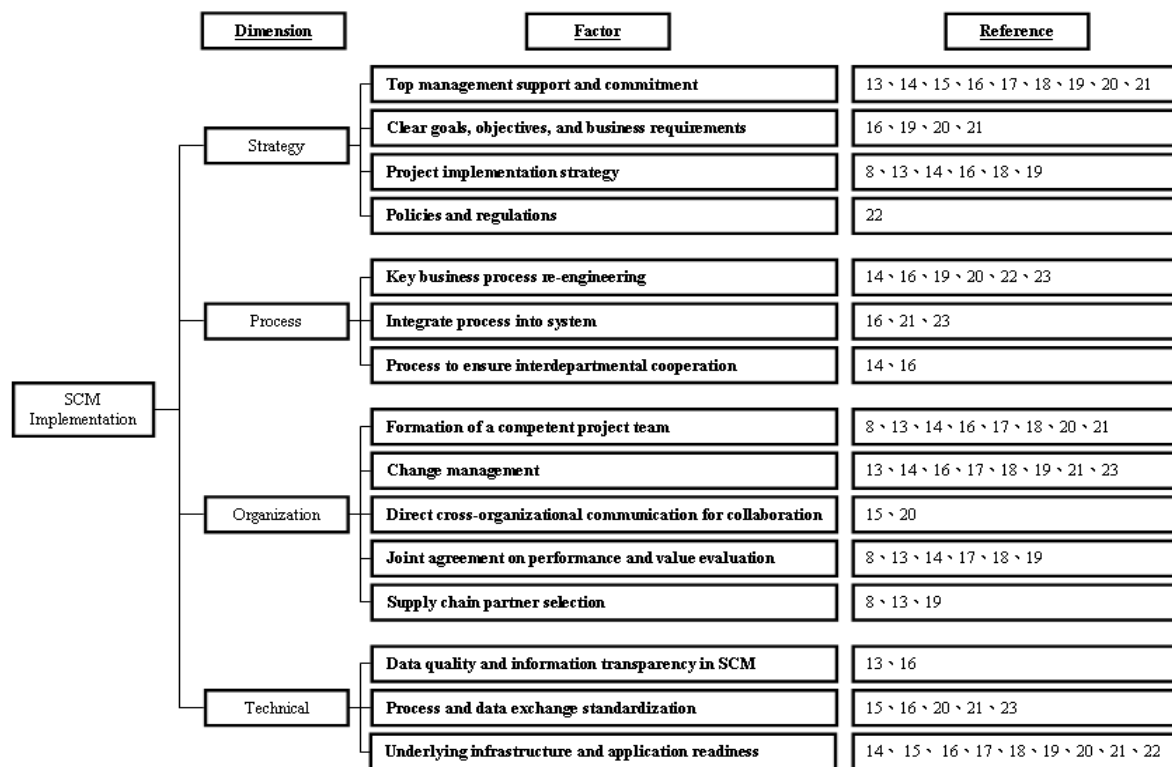 Dimension Factor Reference
Top management support and commitment 13、14、15、16、17、18、19、20、21
Clear goals, objectives, and business requirements 16、19、20、21
Strategy
Project implementation strategy 8、13、14、16、18、19
Policies and regulations 22
Key business process re-engineering 14、16、19、20、22、23
Process Integrate process into system 16、21、23
Process to ensure interdepartmental cooperation 14、16
SCM
Implementation
Formation of a competent project team 8、13、14、16、17、18、20、21
Change management 13、14、16、17、18、19、21、23
Organization Direct cross-organizational communication for collaboration 15、20
Joint agreement on performance and value evaluation 8、13、14、17、18、19
Supply chain partner selection 8、13、19
Data quality and information transparency in SCM 13、16
Technical Process and data exchange standardization 15、16、20、21、23
Underlying infrastructure and application readiness 14、15、16、17、18、19、20、21、22